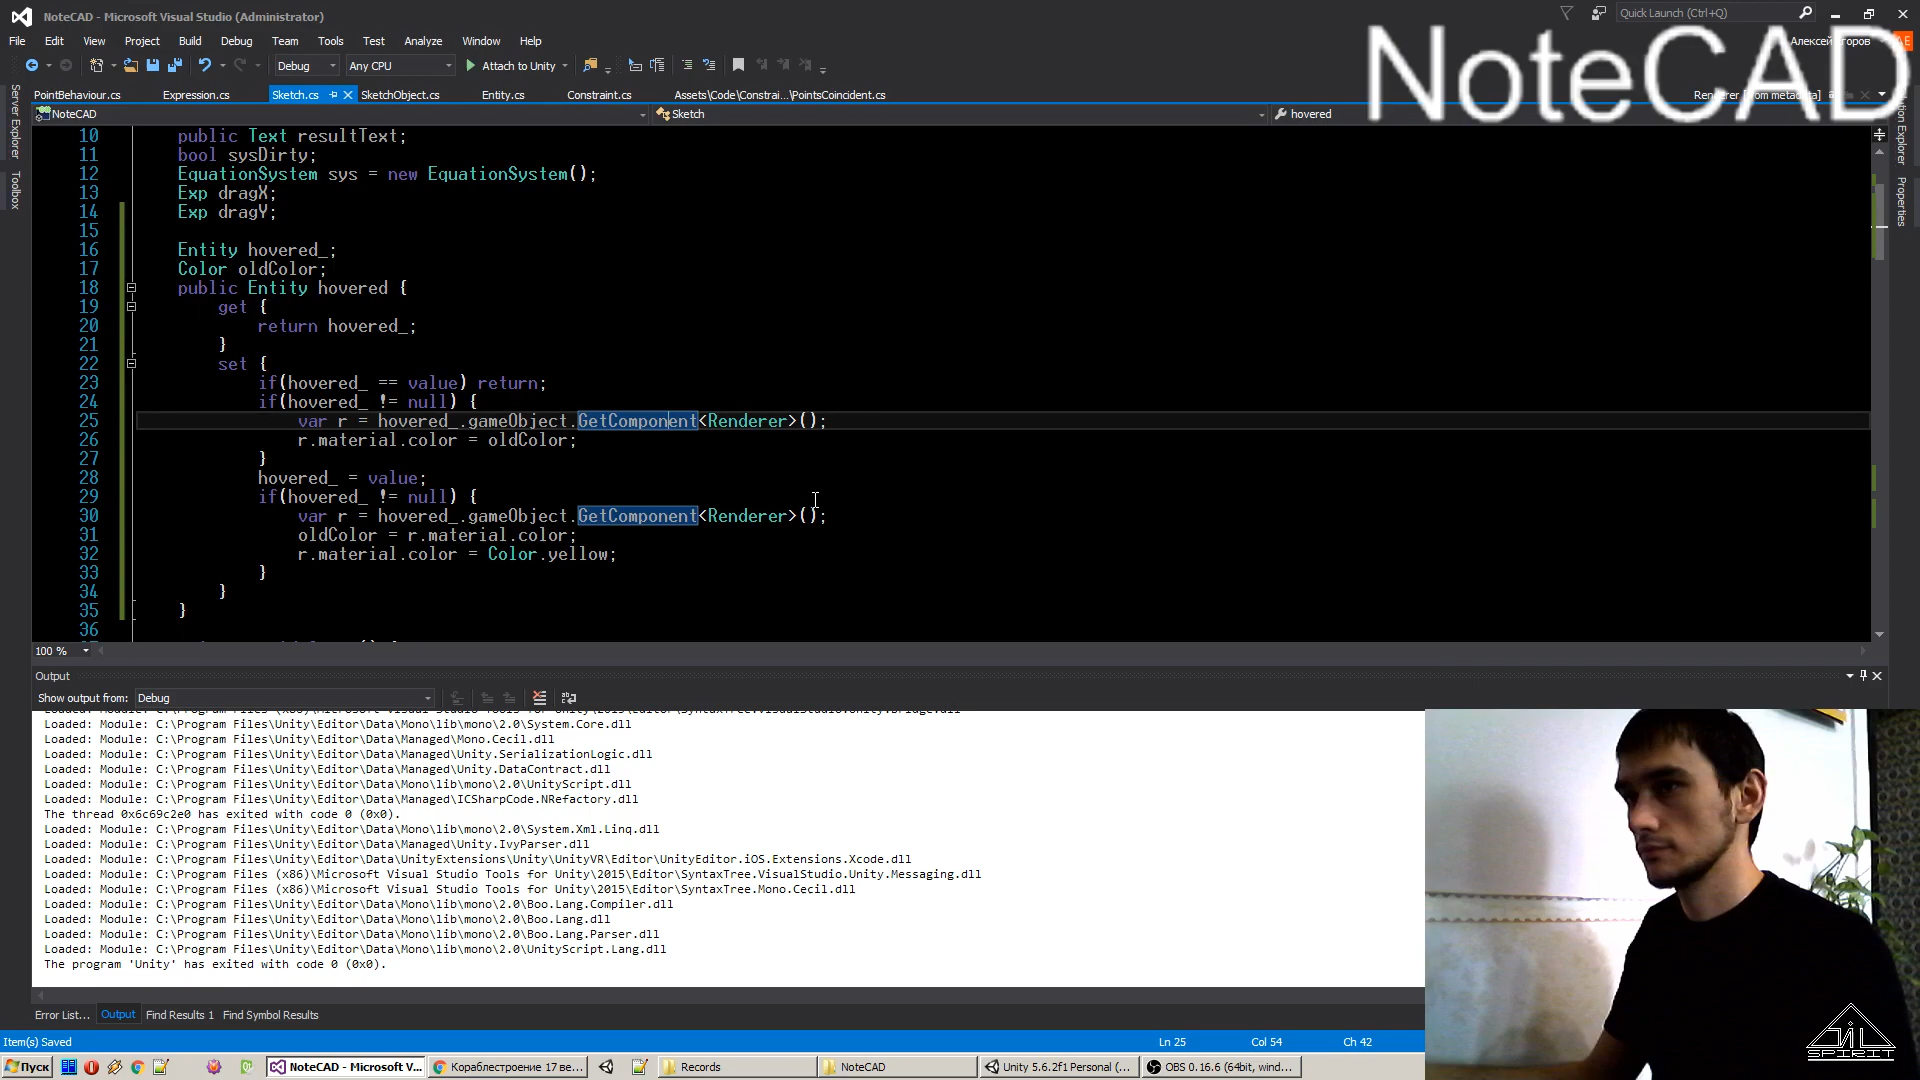 NoteCAD - Microsoft Visual Studio (Administrator)
Quick Launch (Ctrl+Q)
File Edit View Project Build Debug Team Tools Test Analyze Window Help
NoteCAD
Debug Any CPU Attach to Unity
PointBehaviour.cs Expression.cs Sketch.cs SketchObject.cs Entity.cs Constraint.cs Assets\Code\Constrai...\PointsCoincident.cs
NoteCAD Sketch hovered
Server Explorer
Toolbox
Properties
10 public Text resultText;
11 bool sysDirty;
12 EquationSystem sys = new EquationSystem();
13 Exp dragX;
14 Exp dragY;
15
16 Entity hovered_;
17 Color oldColor;
18 public Entity hovered {
19 get {
20 return hovered_;
21 }
22 set {
23 if(hovered_ == value) return;
24 if(hovered_ != null) {
25 var r = hovered_.gameObject.GetComponent<Renderer>();
26 r.material.color = oldColor;
27 }
28 hovered_ = value;
29 if(hovered_ != null) {
30 var r = hovered_.gameObject.GetComponent<Renderer>();
31 oldColor = r.material.color;
32 r.material.color = Color.yellow;
33 }
34 }
35 }
36
100 %
Output
Show output from: Debug
Loaded: Module: C:\Program Files\Unity\Editor\Data\Mono\lib\mono\2.0\System.Core.dll
Loaded: Module: C:\Program Files\Unity\Editor\Data\Managed\Mono.Cecil.dll
Loaded: Module: C:\Program Files\Unity\Editor\Data\Managed\Unity.SerializationLogic.dll
Loaded: Module: C:\Program Files\Unity\Editor\Data\Managed\Unity.DataContract.dll
Loaded: Module: C:\Program Files\Unity\Editor\Data\Mono\lib\mono\2.0\UnityScript.dll
Loaded: Module: C:\Program Files\Unity\Editor\Data\Managed\ICSharpCode.NRefactory.dll
The thread 0x6c69c2e0 has exited with code 0 (0x0).
Loaded: Module: C:\Program Files\Unity\Editor\Data\Mono\lib\mono\2.0\System.Xml.Linq.dll
Loaded: Module: C:\Program Files\Unity\Editor\Data\Managed\Unity.IvyParser.dll
Loaded: Module: C:\Program Files\Unity\Editor\Data\UnityExtensions\Unity\UnityVR\Editor\UnityEditor.iOS.Extensions.Xcode.dll
Loaded: Module: C:\Program Files (x86)\Microsoft Visual Studio Tools for Unity\2015\Editor\SyntaxTree.VisualStudio.Unity.Messaging.dll
Loaded: Module: C:\Program Files (x86)\Microsoft Visual Studio Tools for Unity\2015\Editor\SyntaxTree.Mono.Cecil.dll
Loaded: Module: C:\Program Files\Unity\Editor\Data\Mono\lib\mono\2.0\Boo.Lang.Compiler.dll
Loaded: Module: C:\Program Files\Unity\Editor\Data\Mono\lib\mono\2.0\Boo.Lang.dll
Loaded: Module: C:\Program Files\Unity\Editor\Data\Mono\lib\mono\2.0\Boo.Lang.Parser.dll
Loaded: Module: C:\Program Files\Unity\Editor\Data\Mono\lib\mono\2.0\UnityScript.Lang.dll
The program 'Unity' has exited with code 0 (0x0).
Error List... Output Find Results 1 Find Symbol Results
Item(s) Saved Ln 25 Col 54 Ch 42
SPIRIT
Пуск NoteCAD - Microsoft V... Кораблестроение 17 ве... Records NoteCAD Unity 5.6.2f1 Personal (... OBS 0.16.6 (64bit, wind...